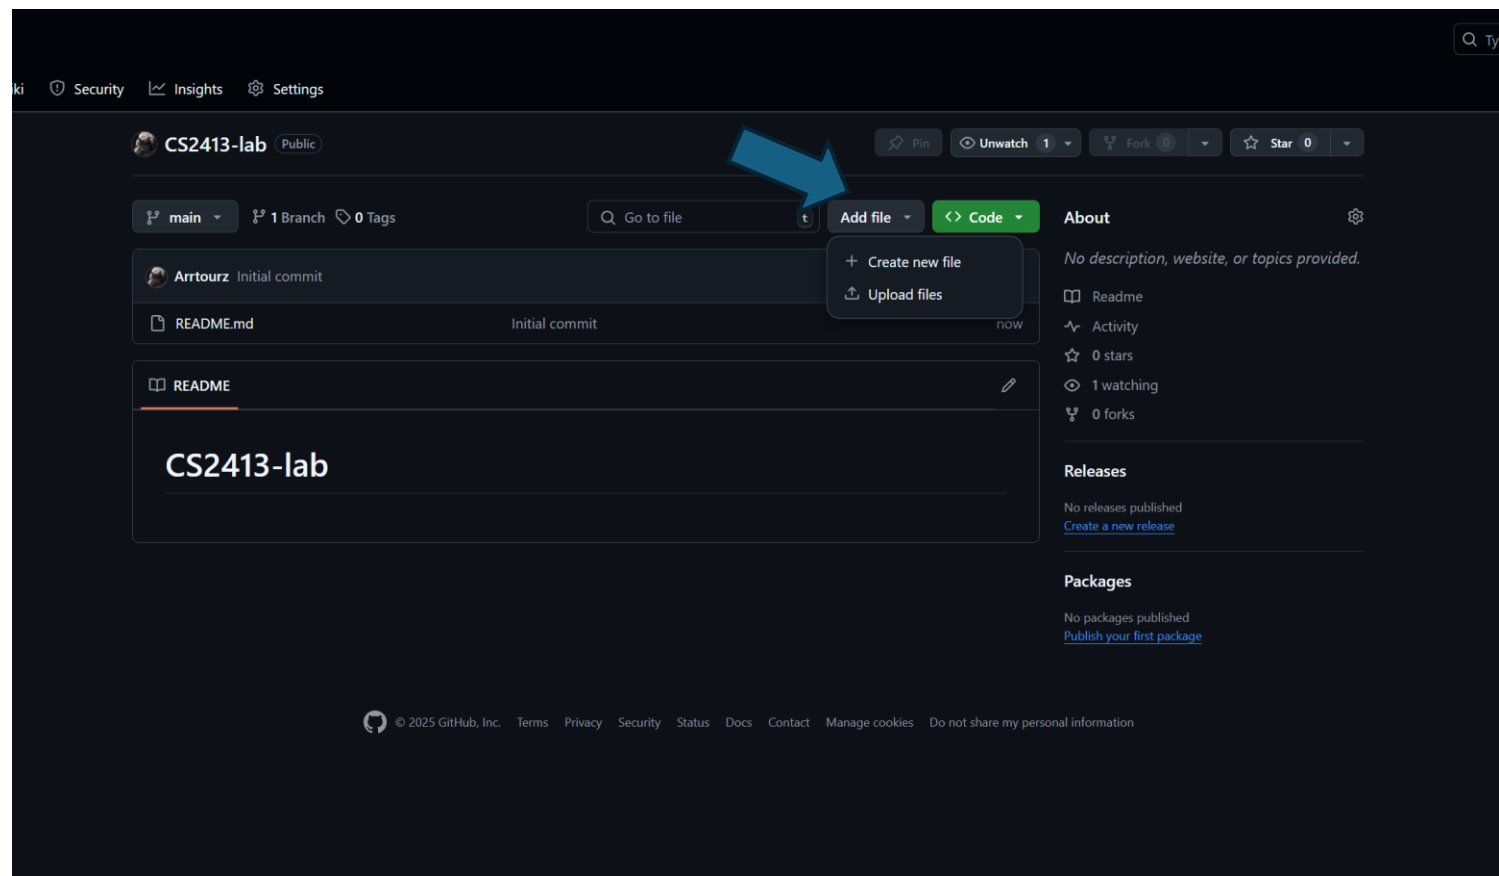 Ty
iki Security Insights Settings
CS2413-lab Public Pin Unwatch 1 Fork 0 Star 0
main 1 Branch 0 Tags Go to file t Add file <> Code
Create new file
Upload files
Arrtourz Initial commit
README.md Initial commit now
README
CS2413-lab
About
No description, website, or topics provided.
Readme
Activity
0 stars
1 watching
0 forks
Releases
No releases published
Create a new release
Packages
No packages published
Publish your first package
© 2025 GitHub, Inc. Terms Privacy Security Status Docs Contact Manage cookies Do not share my personal information